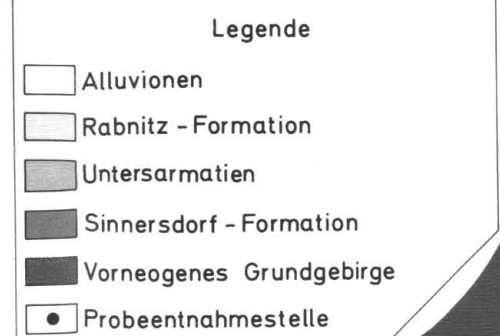 Legende
Alluvionen
Rabnitz - Formation
Untersarmatien
Sinnersdorf - Formation
Vorneogenes Grundgebirge
Probeentnahmestelle